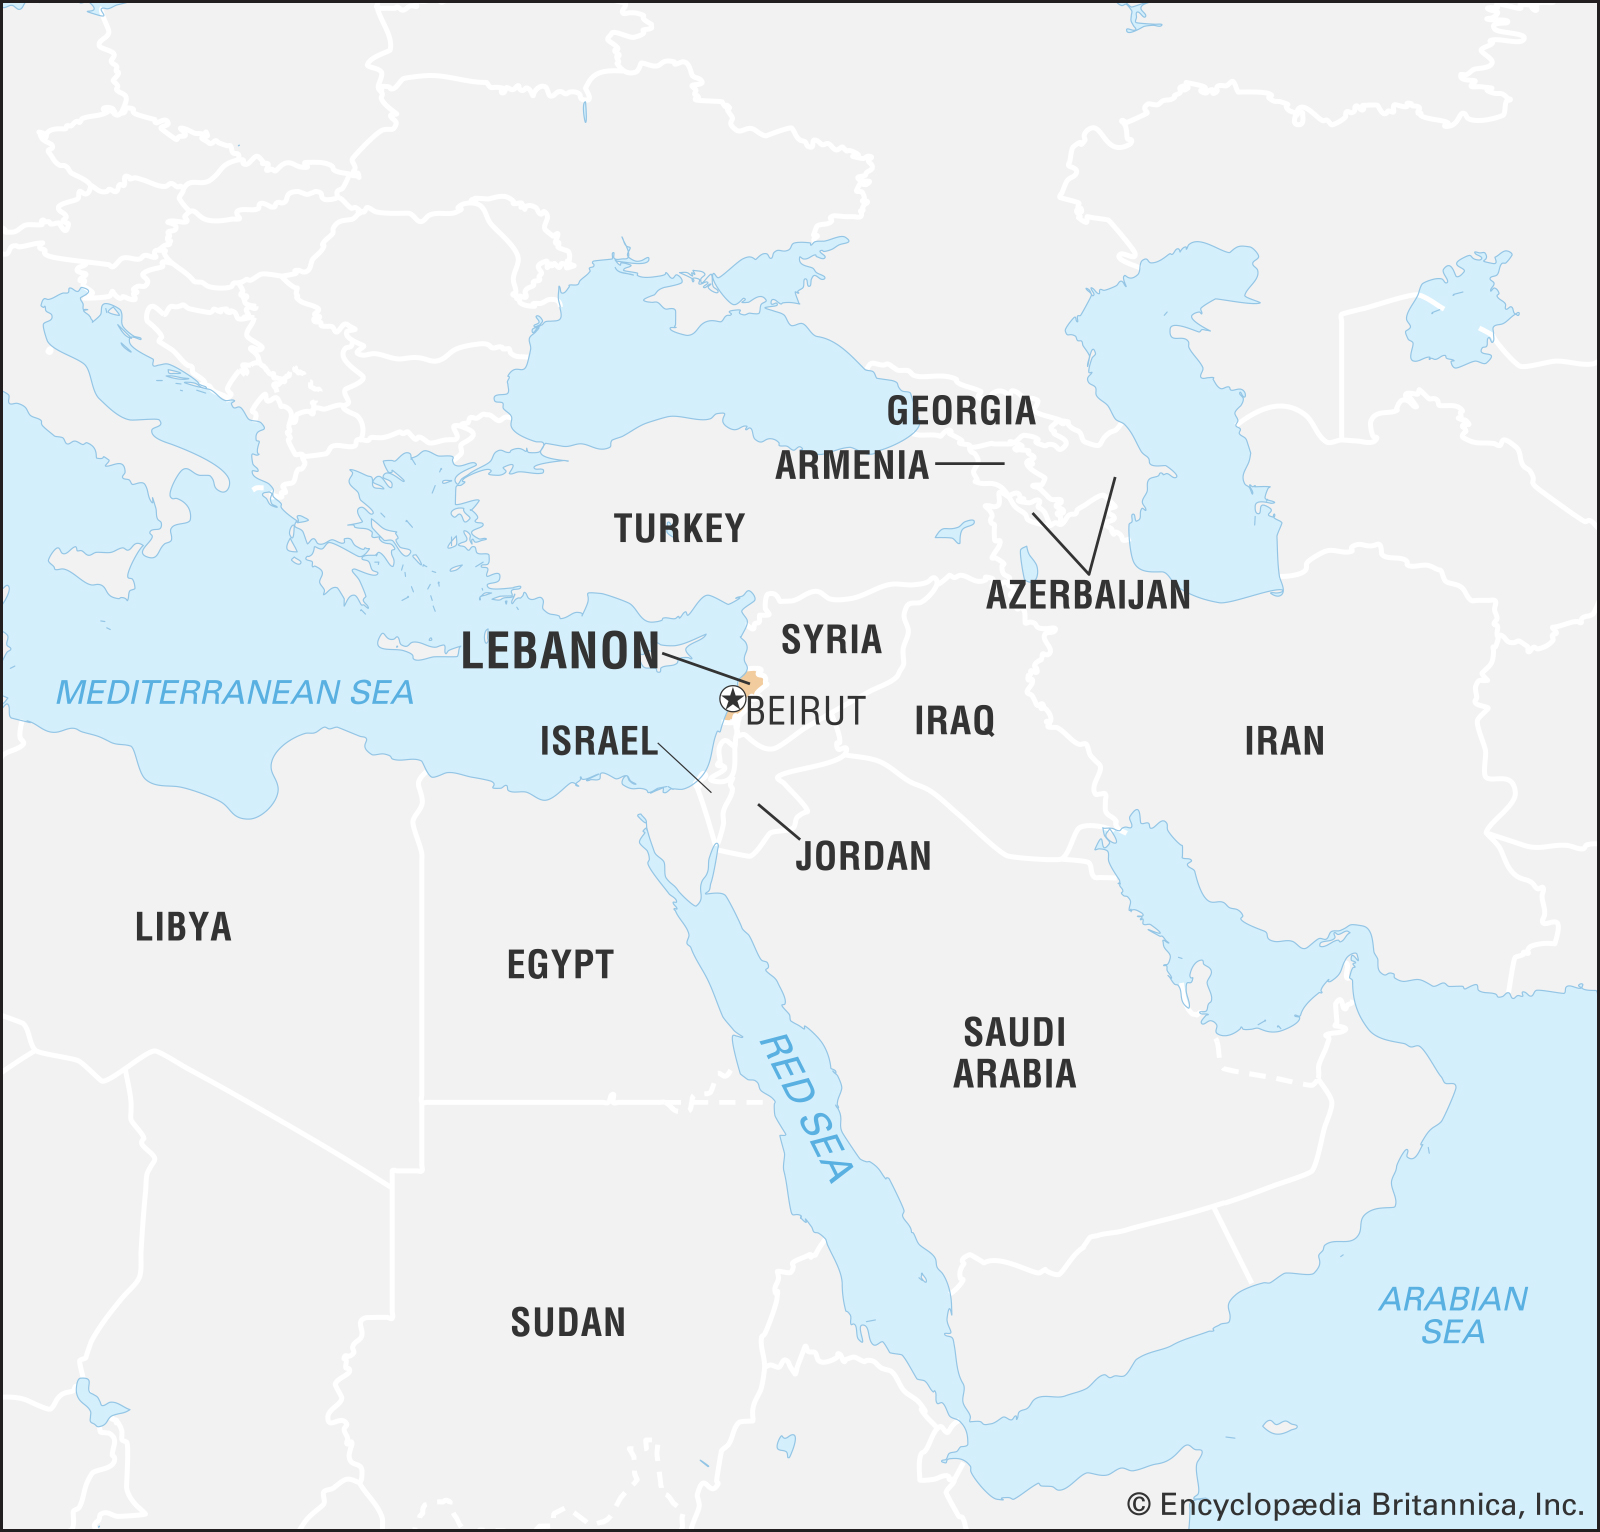 GEORGIA
ARMENIA
TURKEY
AZERBAIJAN
SYRIA
LEBANON
MEDITERRANEAN SEA
BEIRUT
IRAQ
ISRAEL
IRAN
JORDAN
LIBYA
EGYPT
SAUDI
ARABIA
RED SEA
ARABIAN
SEA
SUDAN
© Encyclopædia Britannica, Inc.